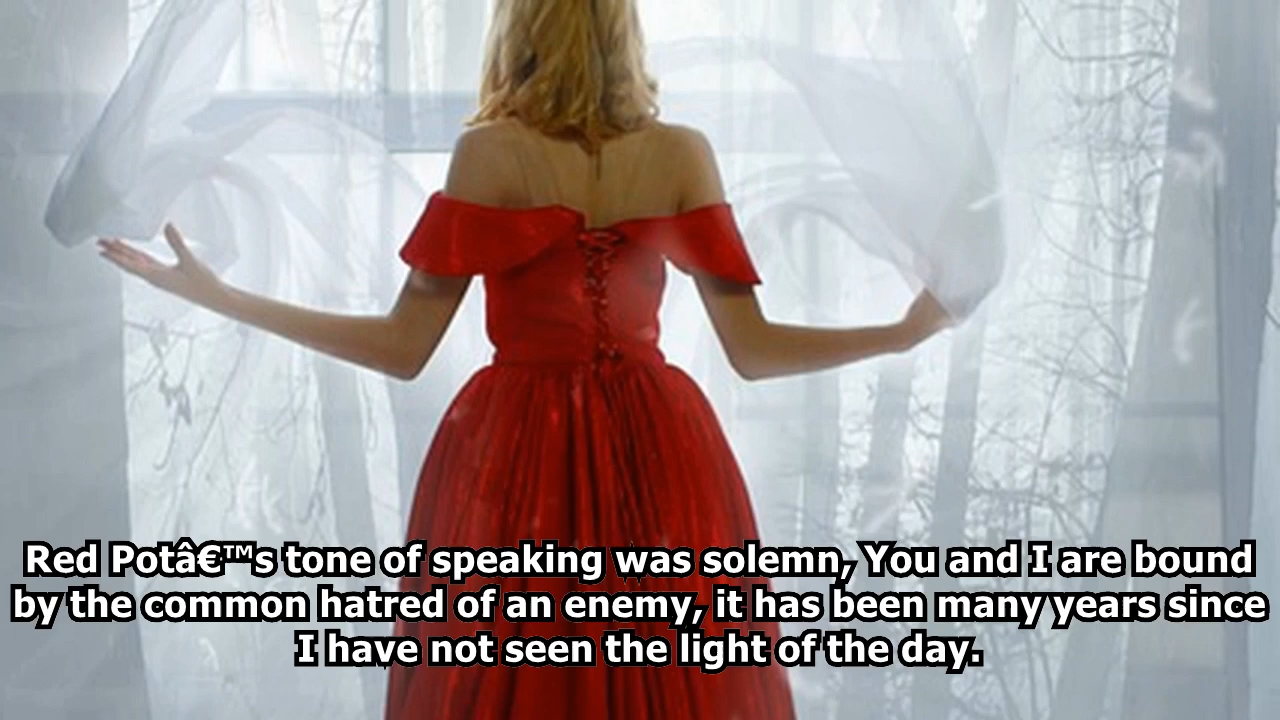 Red Potâ€™s tone of speaking was solemn, You and I are bound
by the common hatred of an enemy, it has been many years since
I have not seen the light of the day.